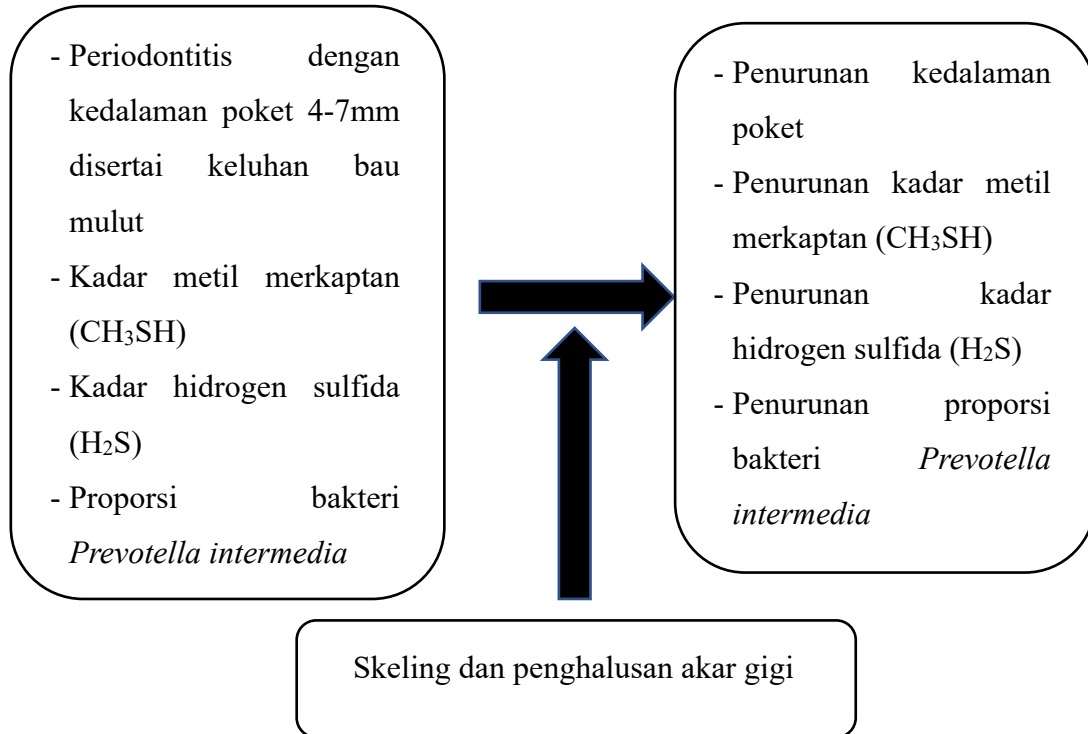 - Periodontitis dengan
kedalaman poket 4-7mm
disertai keluhan bau
mulut
- Kadar metil merkaptan
(CH₃SH)
- Kadar hidrogen sulfida
(H₂S)
- Proporsi bakteri
Prevotella intermedia
- Penurunan kedalaman
poket
- Penurunan kadar metil
merkaptan (CH₃SH)
- Penurunan kadar
hidrogen sulfida (H₂S)
- Penurunan proporsi
bakteri Prevotella
intermedia
Skeling dan penghalusan akar gigi